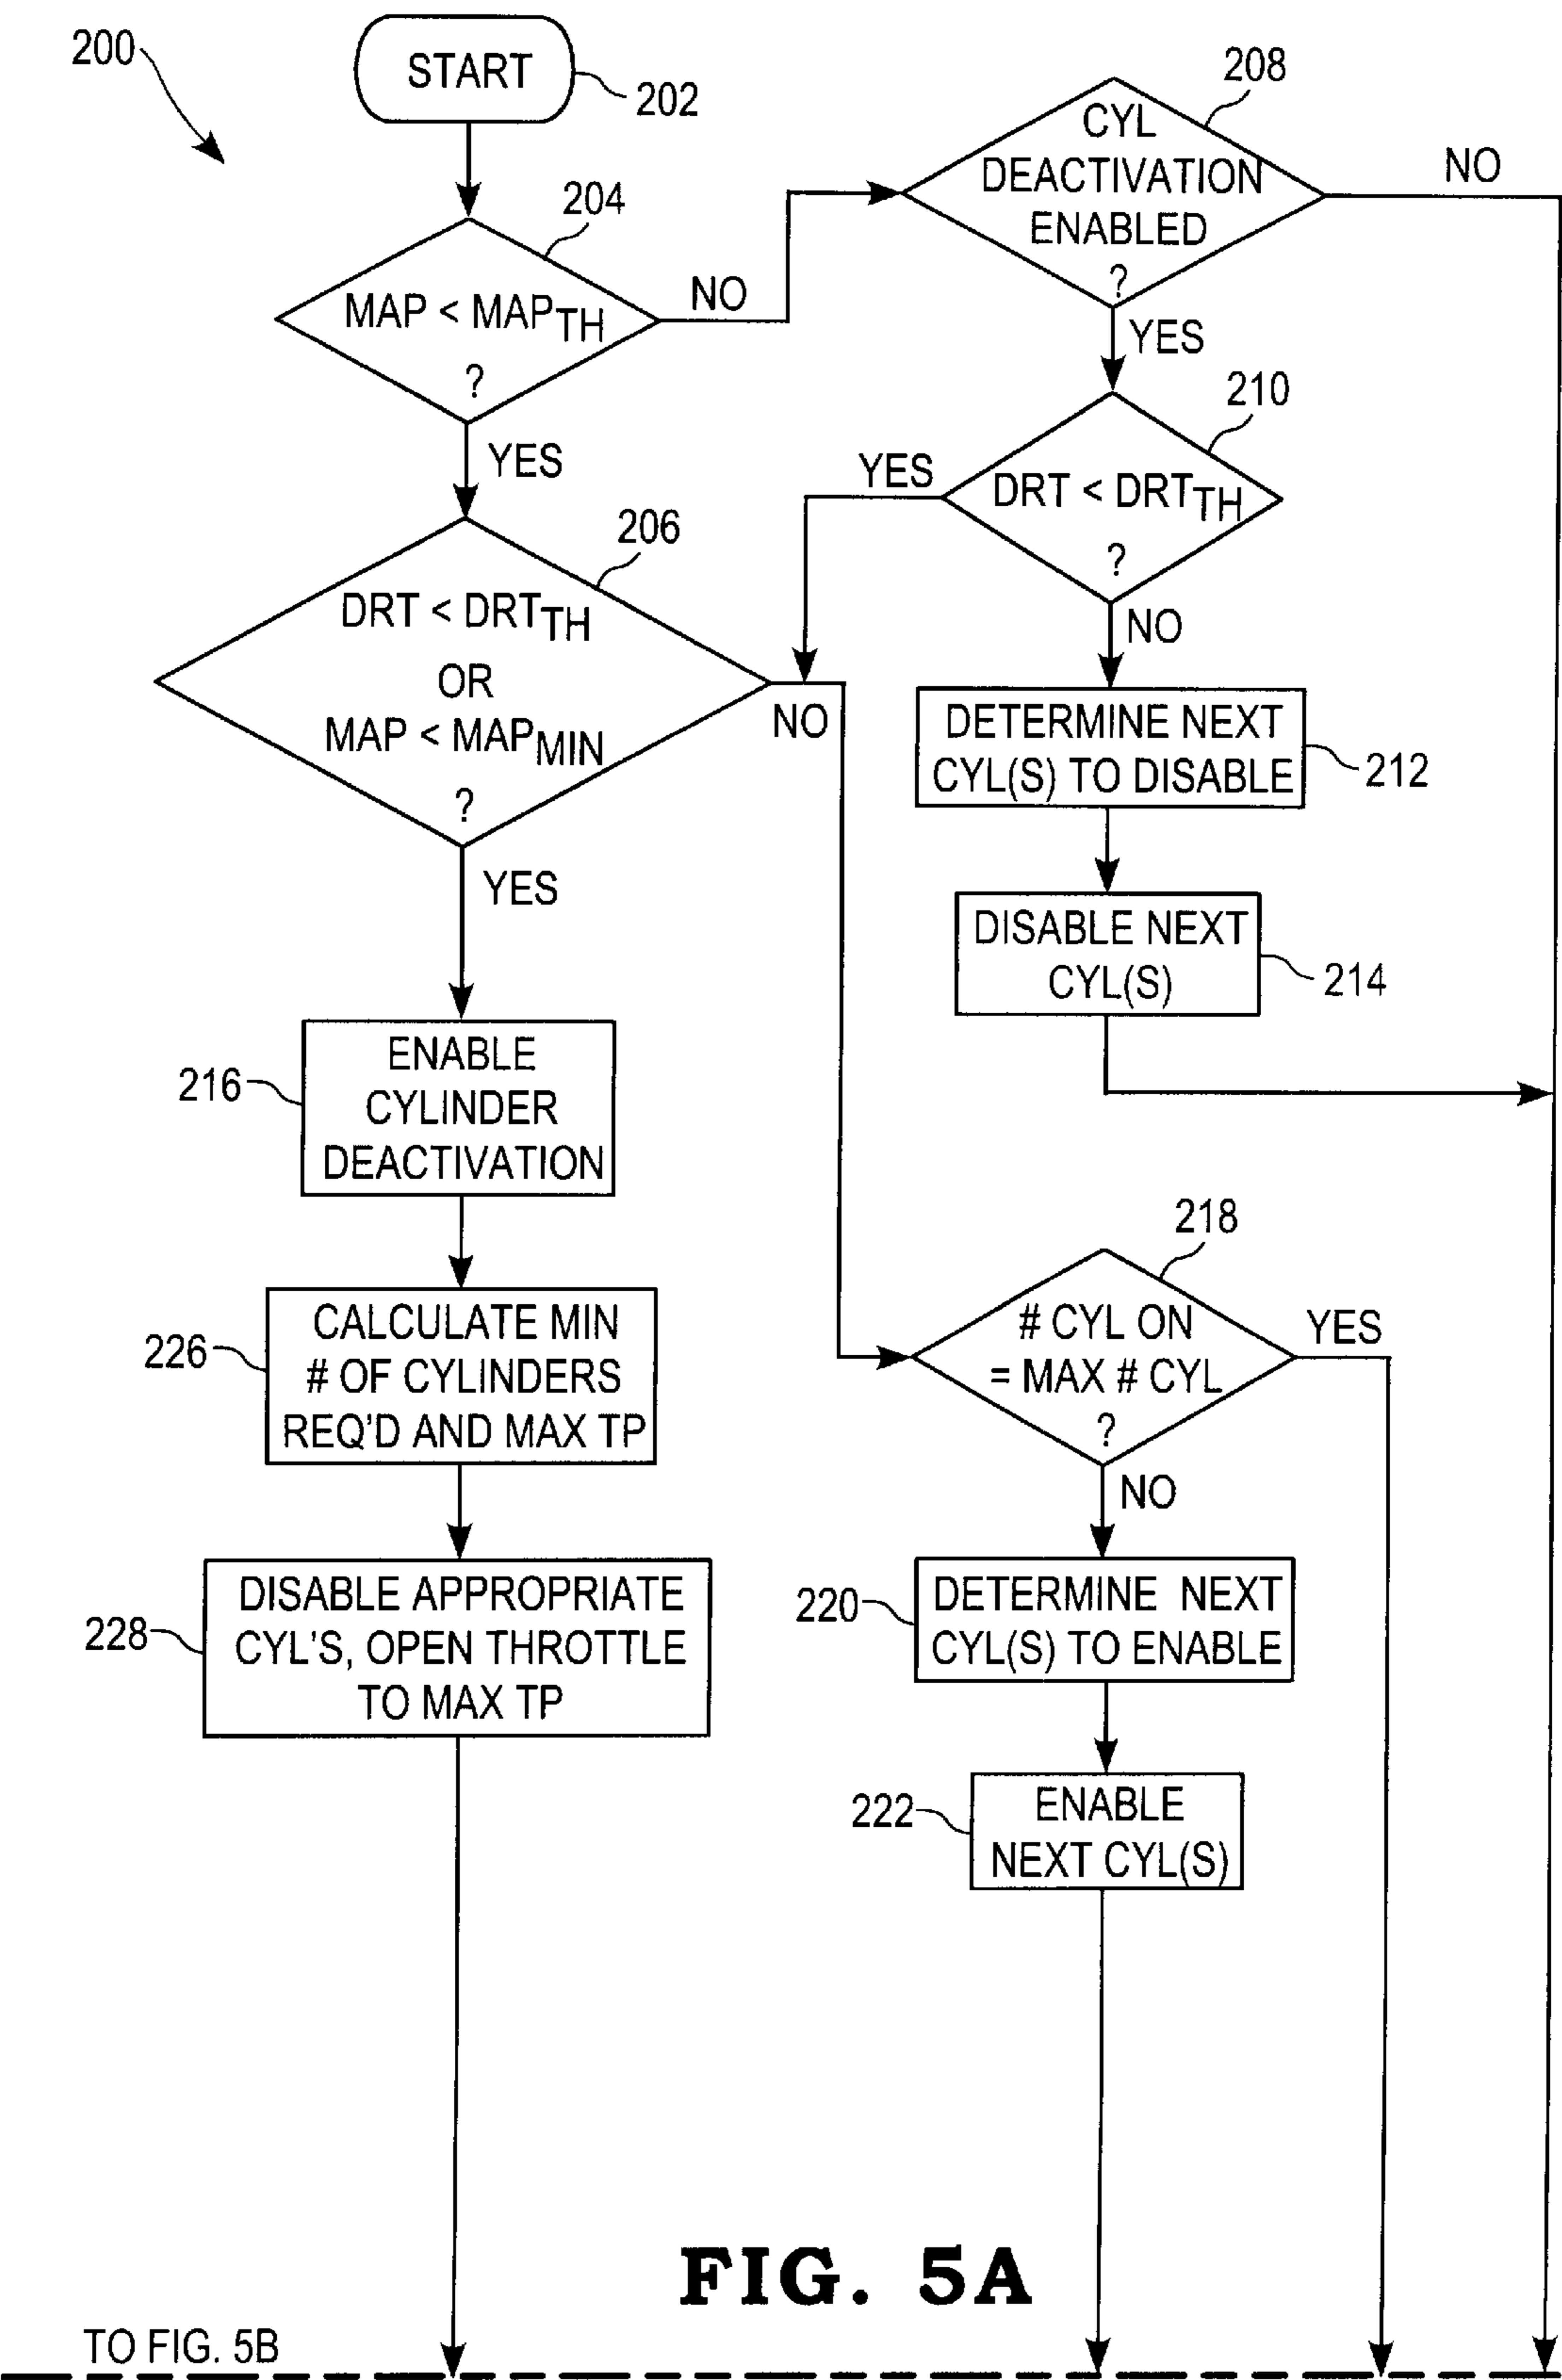 200
START
202
204
MAP < MAPTH
?
NO
YES
208
CYL
DEACTIVATION
ENABLED
?
NO
YES
210
DRT < DRTTH
?
YES
NO
206
DRT < DRTTH
OR
MAP < MAPMIN
?
NO
YES
DETERMINE NEXT
CYL(S) TO DISABLE
212
DISABLE NEXT
CYL(S)
214
216
ENABLE
CYLINDER
DEACTIVATION
218
# CYL ON
= MAX # CYL
?
YES
NO
226
CALCULATE MIN
# OF CYLINDERS
REQ'D AND MAX TP
228
DISABLE APPROPRIATE
CYL'S, OPEN THROTTLE
TO MAX TP
220
DETERMINE NEXT
CYL(S) TO ENABLE
222
ENABLE
NEXT CYL(S)
FIG. 5A
TO FIG. 5B